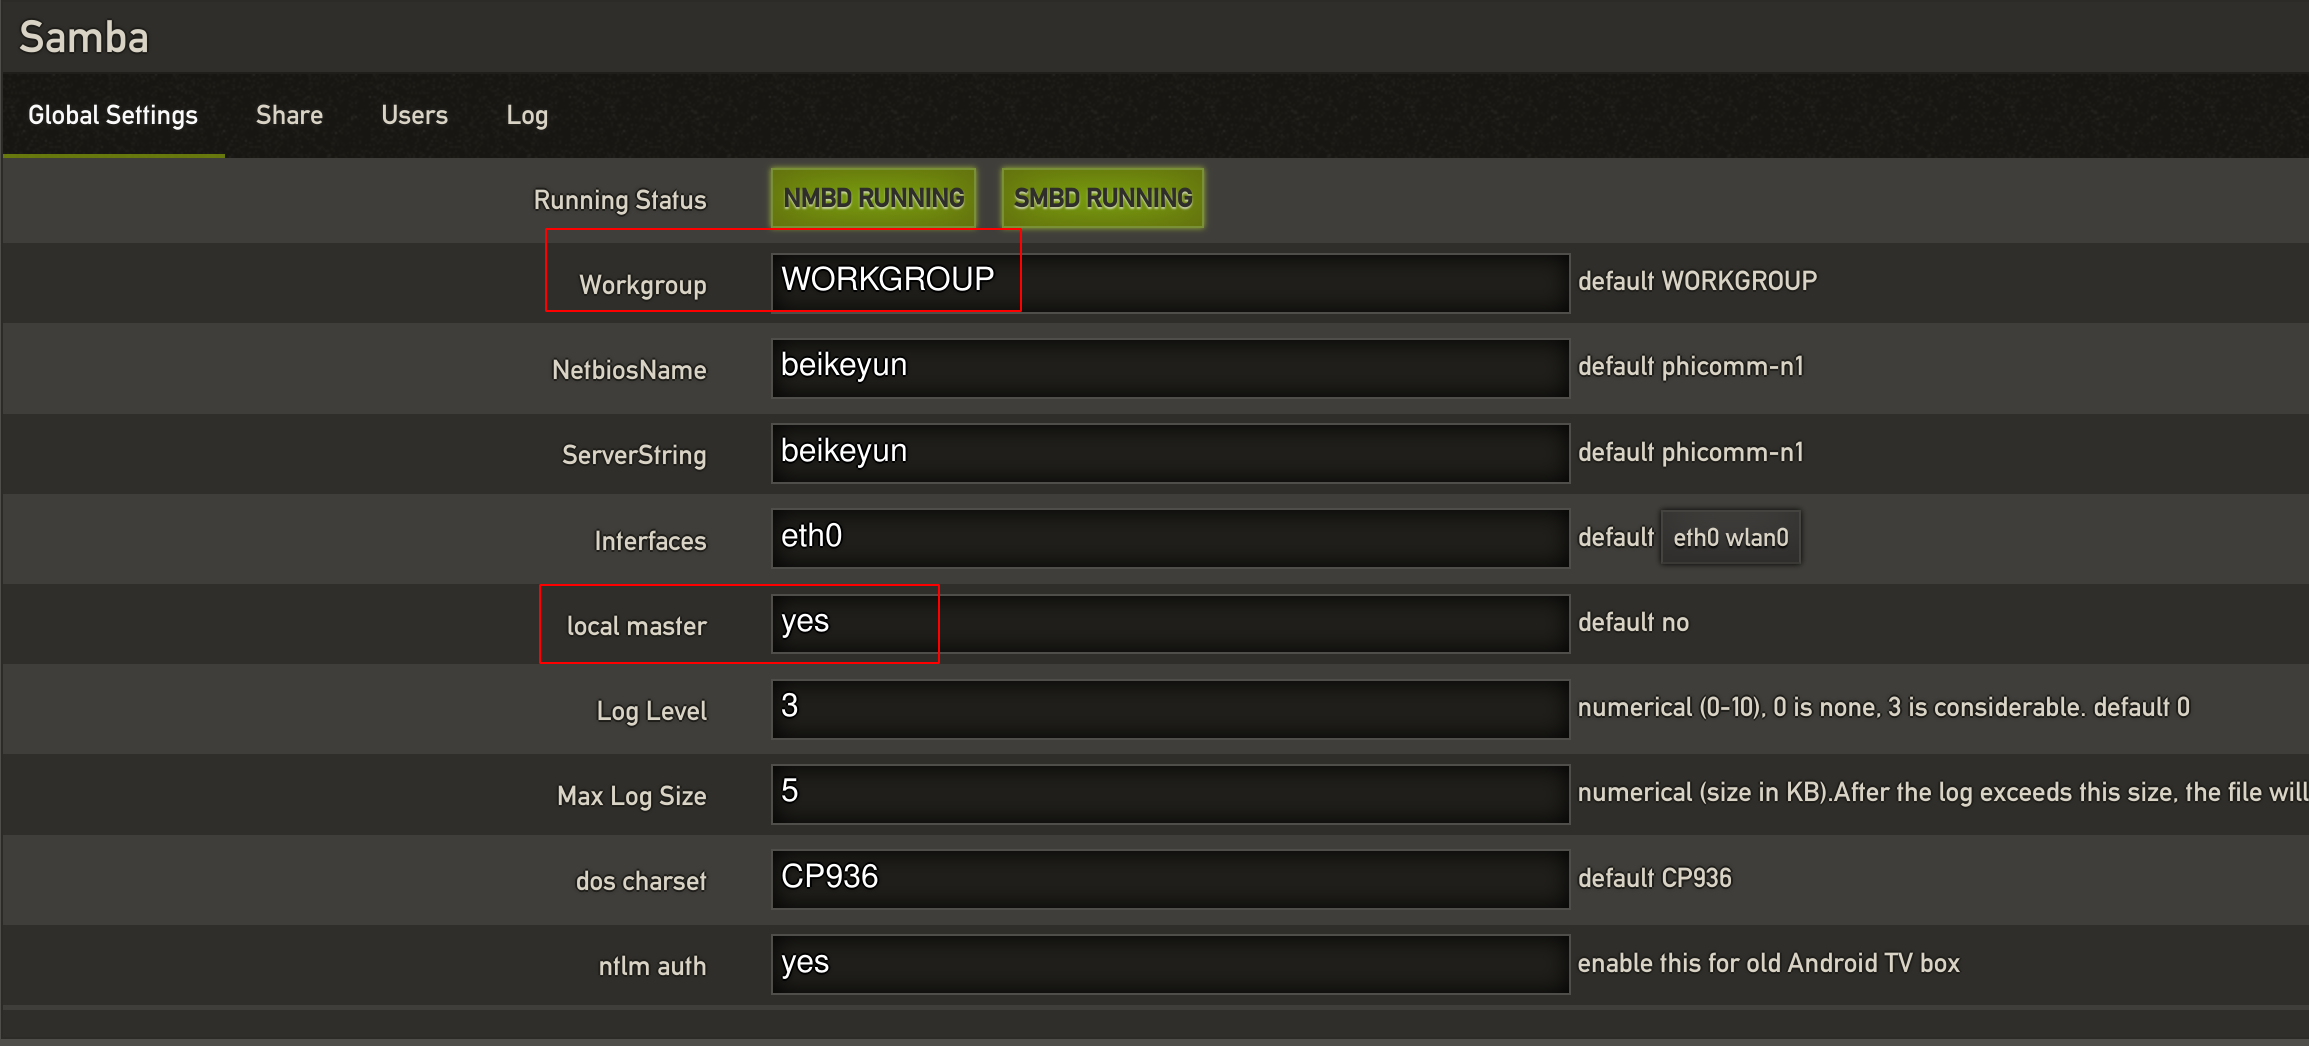 Samba
Global Settings Share Users Log
Running Status NMBD RUNNING SMBD RUNNING
Workgroup WORKGROUP default WORKGROUP
NetbiosName beikeyun default phicomm-n1
ServerString beikeyun default phicomm-n1
Interfaces eth0 default eth0 wlan0
local master yes default no
Log Level 3 numerical (0-10), 0 is none, 3 is considerable. default 0
Max Log Size 5 numerical (size in KB).After the log exceeds this size, the file will
dos charset CP936 default CP936
ntlm auth yes enable this for old Android TV box